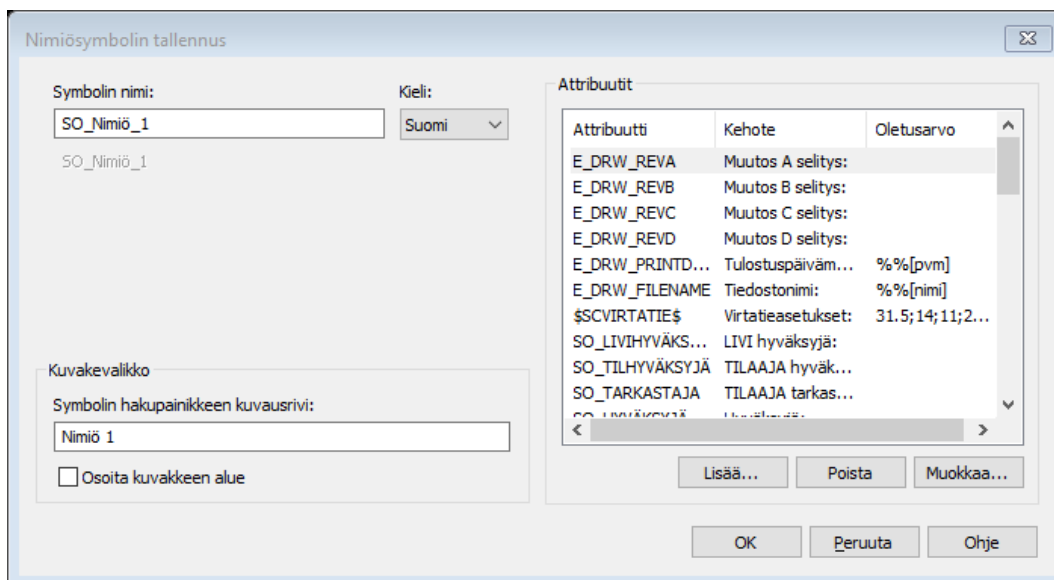 Nimiösymbolin tallennus
Symbolin nimi:
Kieli:
SO_Nimiö_1
Suomi
SO_Nimiö_1
Kuvakevalikko
Symbolin hakupainikkeen kuvausrivi:
Nimiö 1
Osoita kuvakkeen alue
Attribuutit
Attribuutti Kehote Oletusarvo
E_DRW_REVA Muutos A selitys:
E_DRW_REVB Muutos B selitys:
E_DRW_REVC Muutos C selitys:
E_DRW_REVD Muutos D selitys:
E_DRW_PRINTD... Tulostuspäiväm... %%[pvm]
E_DRW_FILENAME Tiedostonimi: %%[nimi]
$SCVIRTATIE$ Virtatieasetukset: 31.5;14;11;2...
SO_LIVIHYVÄKS... LIVI hyväksyjä:
SO_TILHYVÄKSYJÄ TILAAJA hyväk...
SO_TARKASTAJA TILAAJA tarkas...
Lisää... Poista Muokkaa...
OK Peruuta Ohje